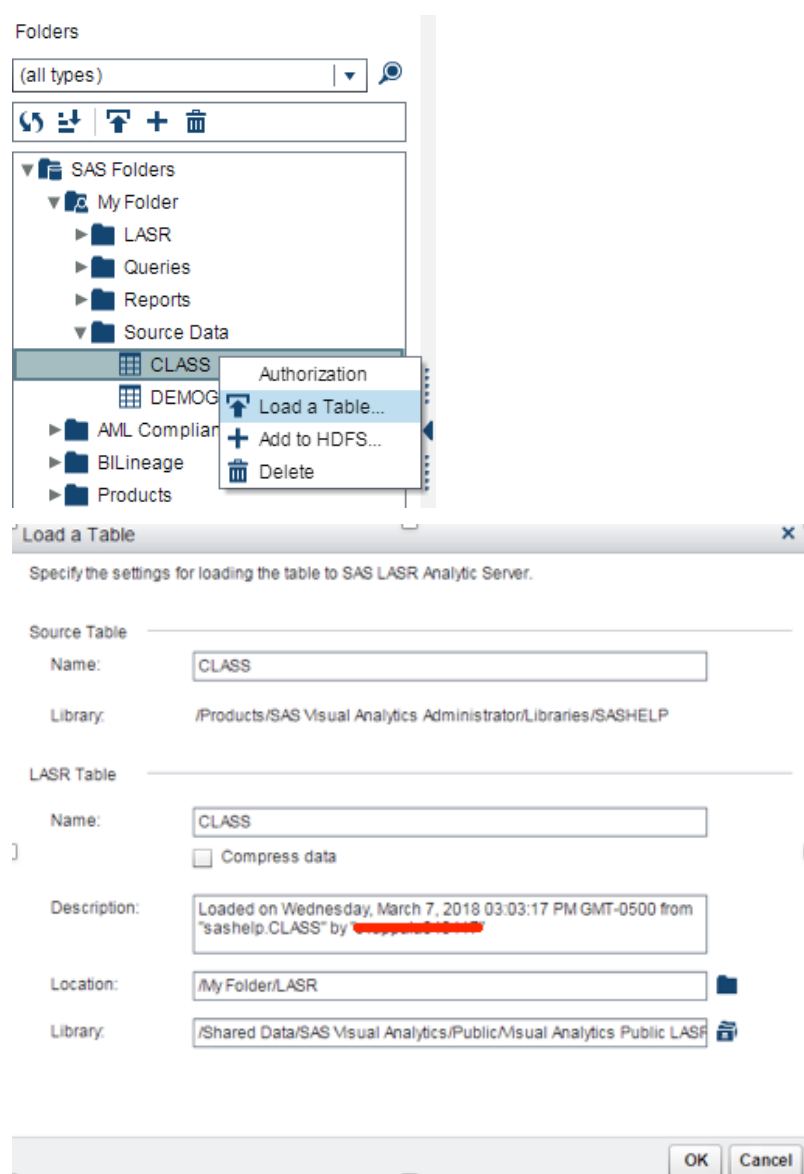 Folders
(all types)
SAS Folders
My Folder
LASR
Queries
Reports
Source Data
CLASS
Authorization
DEMOG
Load a Table...
AML Complian
Add to HDFS...
BILineage
Delete
Products
Load a Table
Specify the settings for loading the table to SAS LASR Analytic Server.
Source Table
Name: CLASS
Library: /Products/SAS Visual Analytics Administrator/Libraries/SASHELP
LASR Table
Name: CLASS
Compress data
Description: Loaded on Wednesday, March 7, 2018 03:03:17 PM GMT-0500 from
"sashelp.CLASS" by "
Location: /My Folder/LASR
Library: /Shared Data/SAS Visual Analytics/Public/Visual Analytics Public LASR
OK Cancel